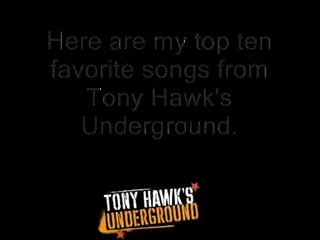 Here are my top ten
favorite songs from
Tony Hawk's
Underground.
TONY HAWK'S
UNDERGROUND